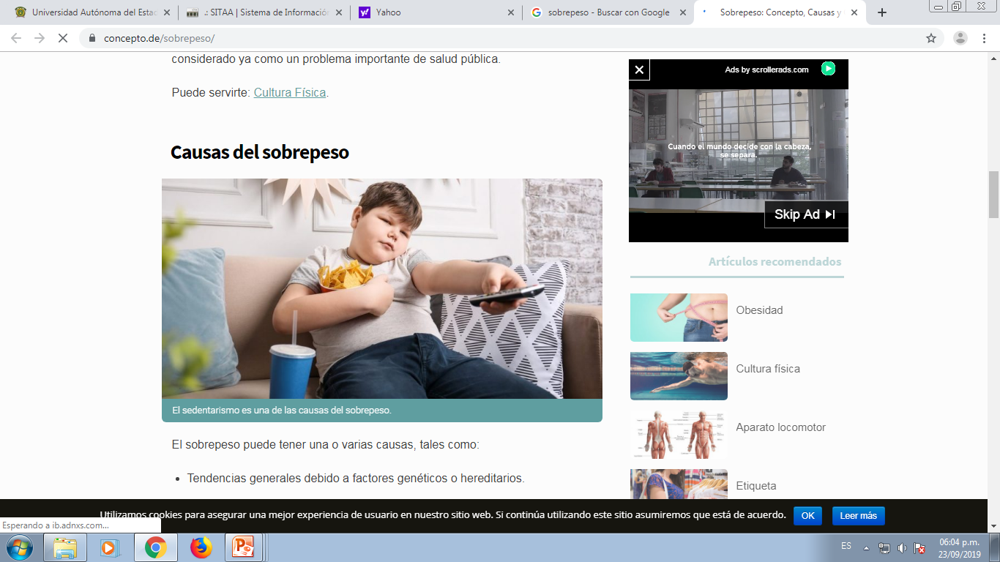 Universidad Autónoma del Estad
.: SITAA | Sistema de Información
Yahoo
sobrepeso - Buscar con Google
Sobrepeso: Concepto, Causas y
concepto.de/sobrepeso/
considerado ya como un problema importante de salud pública.
Puede servirte: Cultura Física.
Causas del sobrepeso
El sedentarismo es una de las causas del sobrepeso.
El sobrepeso puede tener una o varias causas, tales como:
• Tendencias generales debido a factores genéticos o hereditarios.
Ads by scrollerads.com
Cuando el mundo decide con la cabeza,
se separa.
Skip Ad
Artículos recomendados
Obesidad
Cultura física
Aparato locomotor
Etiqueta
Utilizamos cookies para asegurar una mejor experiencia de usuario en nuestro sitio web. Si continúa utilizando este sitio asumiremos que está de acuerdo.
OK
Leer más
Esperando a ib.adnxs.com...
ES
06:04 p.m.
23/09/2019